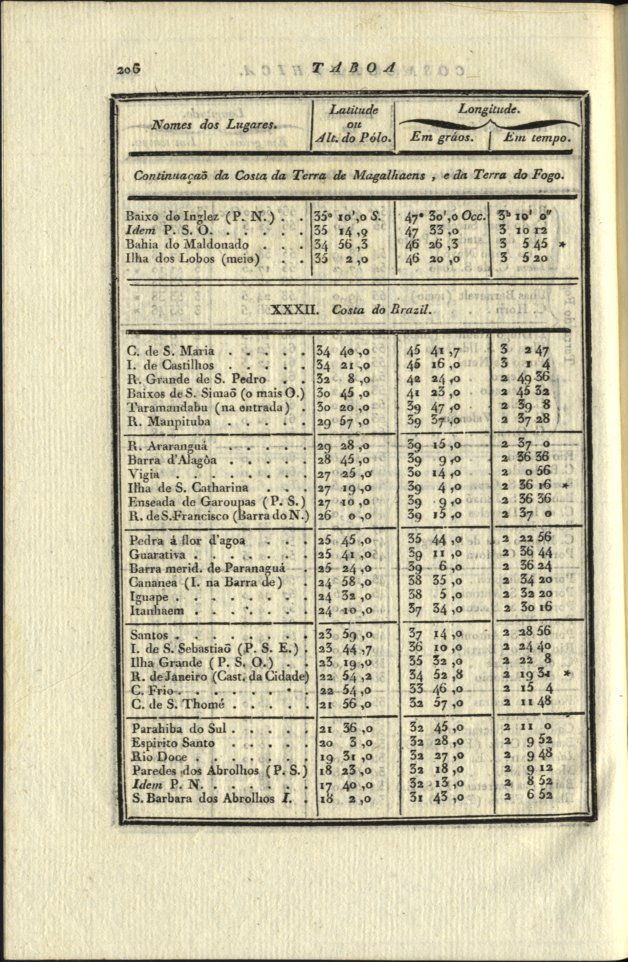 206 TABOA
Nomes dos Lugares. Latitude ou Alt. do Pólo. Longitude. Em gráos. Em tempo.
Continuaçaõ da Costa da Terra de Magalhaens , e da Terra do Fogo.
Baixo do Inglez (P. N.) . . 35° 10',0 S. 47° 30',0 Occ. 3h 10' 0"
Idem P. S. O. . . . . . 35 14 ,0 47 33 ,0 3 10 12
Bahia do Maldonado . . . 34 56 ,3 46 26 ,3 3 5 45 *
Ilha dos Lobos (meio) . . 35 2 ,0 46 20 ,0 3 5 20
XXXII. Costa do Brazil.
C. de S. Maria . . . . . 34 40 ,0 45 41 ,7 3 2 47
I. de Castilhos . . . . . 34 21 ,0 45 16 ,0 3 1 4
R. Grande de S. Pedro . . 32 8 ,0 42 24 ,0 2 49 36
Baixos de S. Simaõ (o mais O.) 30 45 ,0 41 23 ,0 2 45 32
Taramandabu (na entrada) . 30 20 ,0 39 47 ,0 2 39 8
R. Manpituba . . . . . 29 57 ,0 39 37 ,0 2 37 28
R. Araranguá . . . . . 29 28 ,0 39 15 ,0 2 37 0
Barra d'Alagôa . . . . . 28 45 ,0 39 9 ,0 2 36 36
Vigia . . . . . . . . 27 25 ,0 30 14 ,0 2 0 56
Ilha de S. Catharina . . . 27 19 ,0 39 4 ,0 2 36 16 *
Enseada de Garoupas (P. S.) 27 10 ,0 39 9 ,0 2 36 36
R. de S.Francisco (Barra do N.) 26 0 ,0 39 15 ,0 2 37 0
Pedra á flor d'agoa . . . 25 45 ,0 35 44 ,0 2 22 56
Guarativa . . . . . . . 25 41 ,0 39 11 ,0 2 36 44
Barra merid. de Paranaguá . 25 24 ,0 39 6 ,0 2 36 24
Cananea (I. na Barra de) . 24 58 ,0 38 35 ,0 2 34 20
Iguape . . . . . . . . 24 32 ,0 38 5 ,0 2 32 20
Itanhaem . . . . . . . 24 10 ,0 37 34 ,0 2 30 16
Santos . . . . . . . . 23 59 ,0 37 14 ,0 2 28 56
I. de S. Sebastiaõ (P. S. E.) . 23 44 ,7 36 10 ,0 2 24 40
Ilha Grande ( P. S. O.) . . 23 19 ,0 35 32 ,0 2 22 8
R. de Janeiro (Cast. da Cidade) 22 54 ,2 34 52 ,8 2 19 31 *
C. Frio . . . . . . . . 22 54 ,0 33 46 ,0 2 15 4
C. de S. Thomé . . . . . 21 56 ,0 32 57 ,0 2 11 48
Parahiba do Sul . . . . . 21 36 ,0 32 45 ,0 2 11 0
Espirito Santo . . . . . 20 3 ,0 32 28 ,0 2 9 52
Rio Doce . . . . . . . 19 31 ,0 32 27 ,0 2 9 48
Paredes dos Abrolhos (P. S.) 18 23 ,0 32 18 ,0 2 9 12
Idem P. N. . . . . . . 17 40 ,0 32 13 ,0 2 8 52
S. Barbara dos Abrolhos I. . 18 2 ,0 31 43 ,0 2 6 52